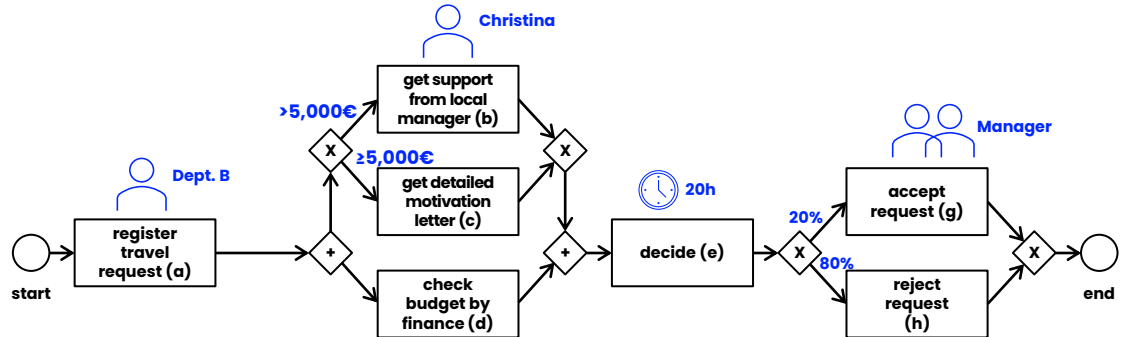 Christina
get support
from local
manager (b)
>5,000€
X
X
≥5,000€
Manager
Dept. B
get detailed
motivation
letter (c)
20h
accept
request (g)
20%
register
travel
request (a)
+
+
decide (e)
X
X
80%
start
check
budget by
finance (d)
reject
request
(h)
end